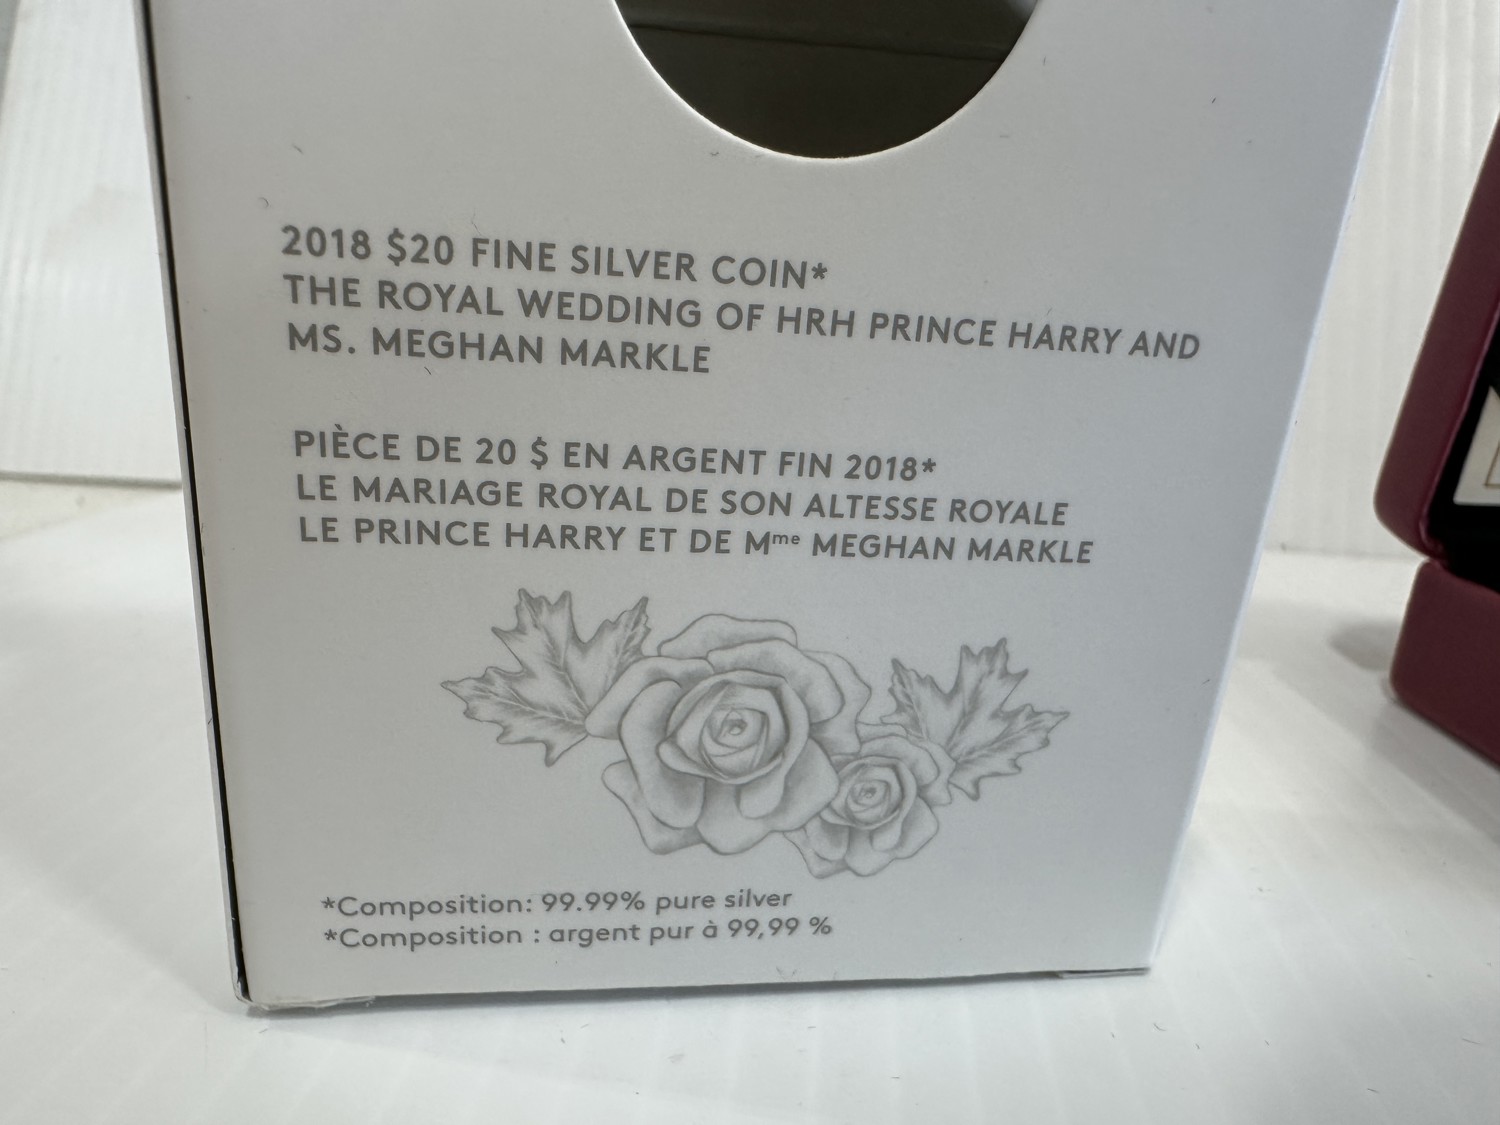 2018 $20 FINE SILVER COIN*
THE ROYAL WEDDING OF HRH PRINCE HARRY AND
MS. MEGHAN MARKLE
PIÈCE DE 20 $ EN ARGENT FIN 2018*
LE MARIAGE ROYAL DE SON ALTESSE ROYALE
LE PRINCE HARRY ET DE Mme MEGHAN MARKLE
*Composition: 99.99% pure silver
*Composition : argent pur à 99,99 %